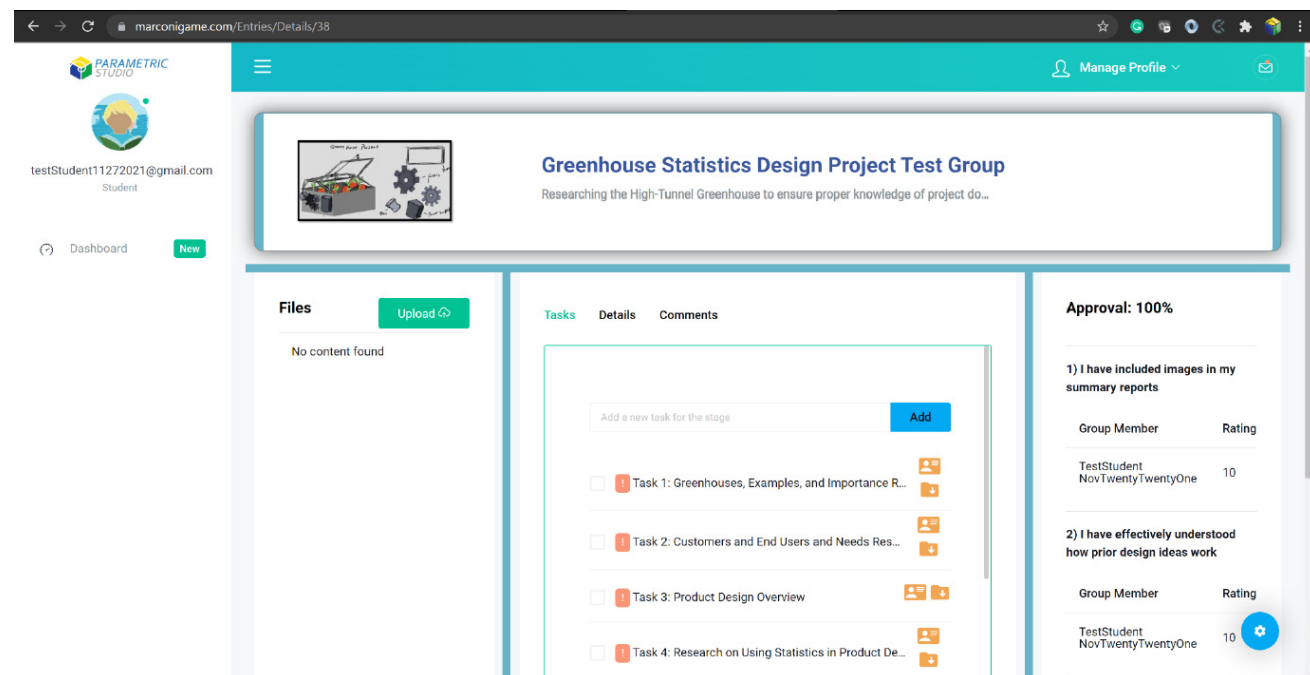 marconigame.com/Entries/Details/38
PARAMETRIC
STUDIO
Manage Profile
testStudent11272021@gmail.com
Student
Dashboard
New
Greenhouse Statistics Design Project Test Group
Researching the High-Tunnel Greenhouse to ensure proper knowledge of project do...
Files
Upload
No content found
Tasks Details Comments
Add a new task for the stage
Add
! Task 1: Greenhouses, Examples, and Importance R...
! Task 2: Customers and End Users and Needs Res...
! Task 3: Product Design Overview
! Task 4: Research on Using Statistics in Product De...
Approval: 100%
1) I have included images in my
summary reports
Group Member Rating
TestStudent
NovTwentyTwentyOne 10
2) I have effectively understood
how prior design ideas work
Group Member Rating
TestStudent
NovTwentyTwentyOne 10